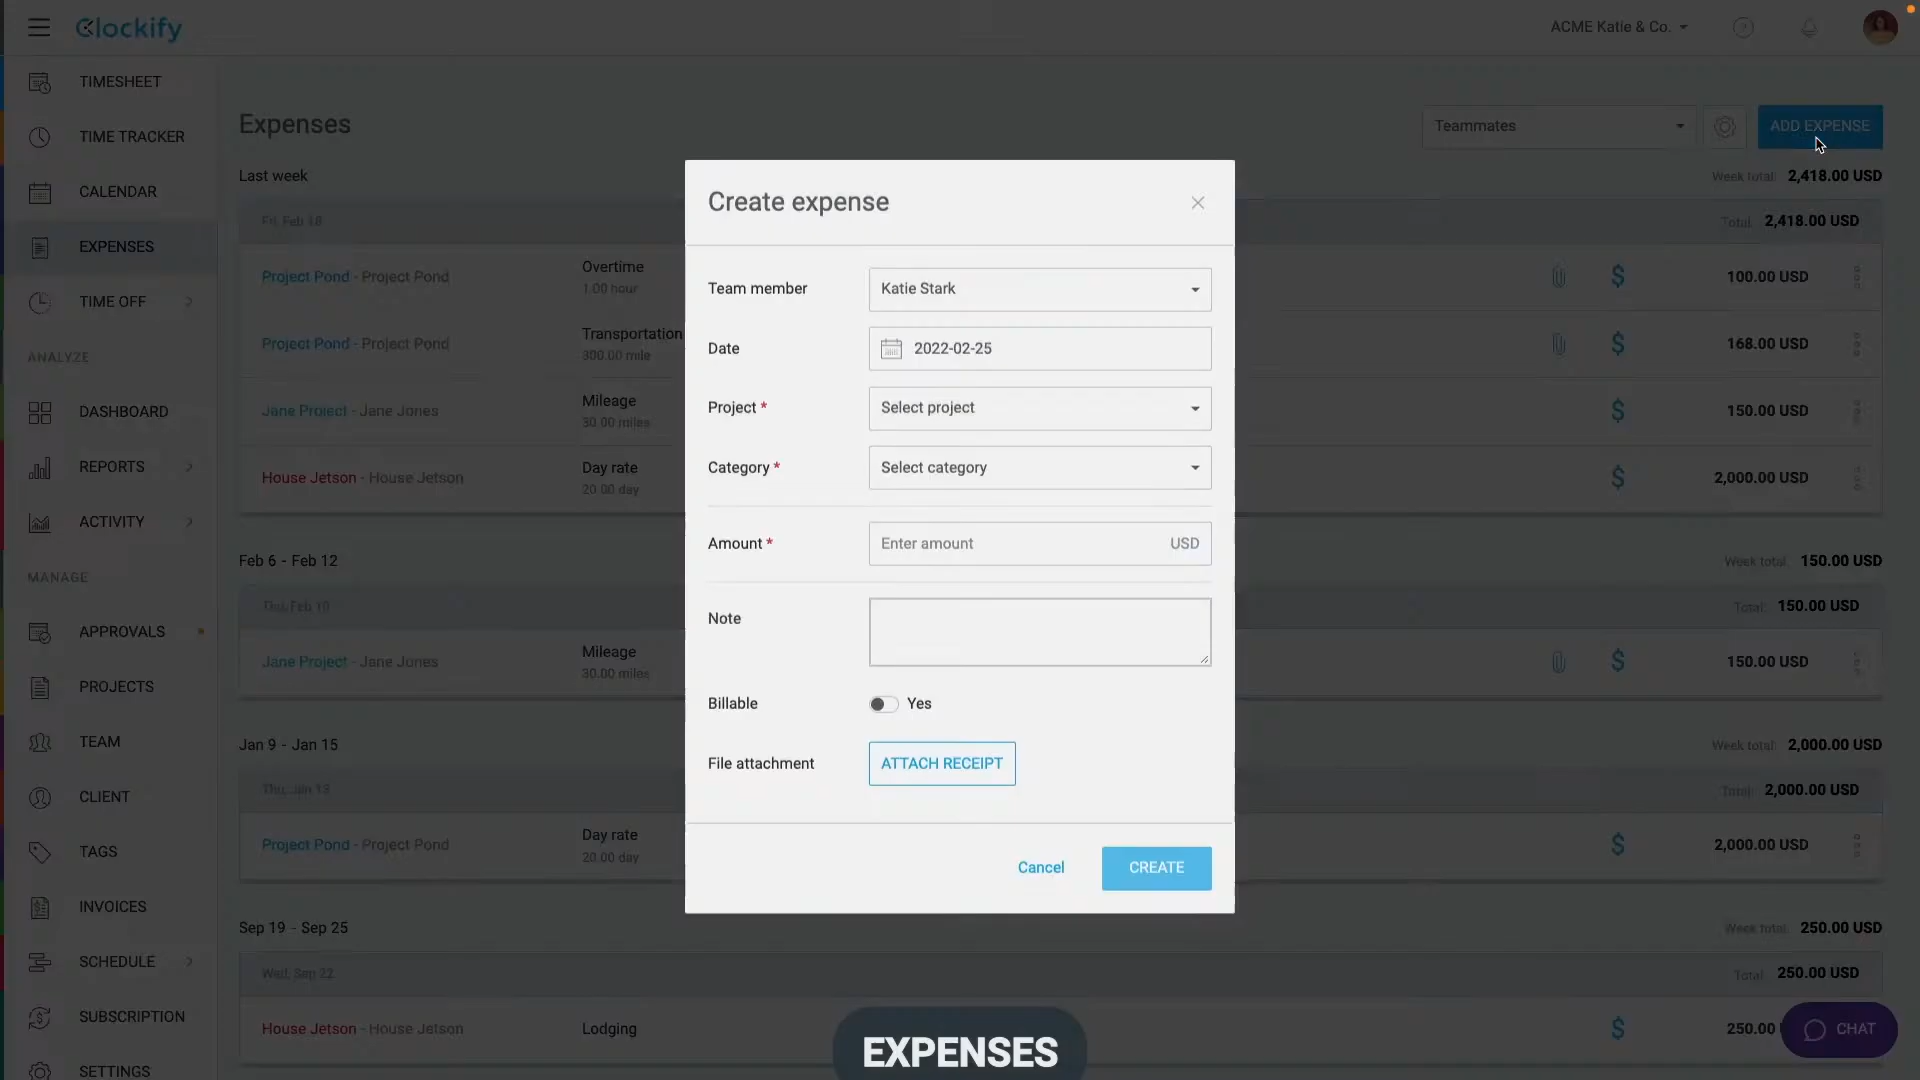 Clockify
ACME Katie & Co.
TIMESHEET
TIME TRACKER
CALENDAR
EXPENSES
TIME OFF
ANALYZE
DASHBOARD
REPORTS
ACTIVITY
MANAGE
APPROVALS
PROJECTS
TEAM
CLIENT
TAGS
INVOICES
SCHEDULE
SUBSCRIPTION
SETTINGS
Expenses
Teammates
ADD EXPENSE
Last week
Week total: 2,418.00 USD
Fri, Feb 18
Total: 2,418.00 USD
Project Pond - Project Pond
Overtime
1.00 hour
100.00 USD
Project Pond - Project Pond
Transportation
300.00 mile
168.00 USD
Jane Project - Jane Jones
Mileage
30.00 miles
150.00 USD
House Jetson - House Jetson
Day rate
20.00 day
2,000.00 USD
Feb 6 - Feb 12
Week total: 150.00 USD
Thu, Feb 10
Total: 150.00 USD
Jane Project - Jane Jones
Mileage
30.00 miles
150.00 USD
Jan 9 - Jan 15
Week total: 2,000.00 USD
Thu, Jan 13
Total: 2,000.00 USD
Project Pond - Project Pond
Day rate
20.00 day
2,000.00 USD
Sep 19 - Sep 25
Week total: 250.00 USD
Wed, Sep 22
Total: 250.00 USD
House Jetson - House Jetson
Lodging
250.00
Create expense
Team member
Katie Stark
Date
2022-02-25
Project *
Select project
Category *
Select category
Amount *
Enter amount
USD
Note
Billable
Yes
File attachment
ATTACH RECEIPT
Cancel
CREATE
EXPENSES
CHAT